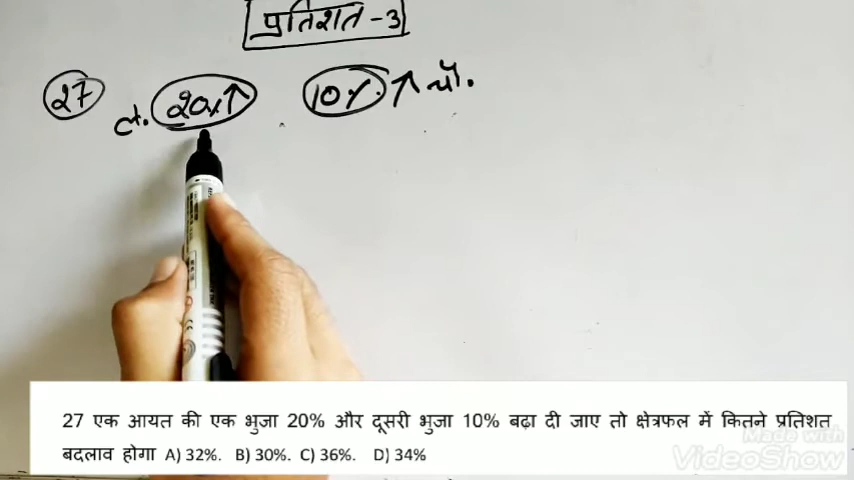 प्रतिशत -3
27 ल. 20%↑ 10%.↑ चौ.
27 एक आयत की एक भुजा 20% और दूसरी भुजा 10% बढ़ा दी जाए तो क्षेत्रफल में कितने प्रतिशत
बदलाव होगा A) 32%. B) 30%. C) 36%. D) 34%
Made with
VideoShow